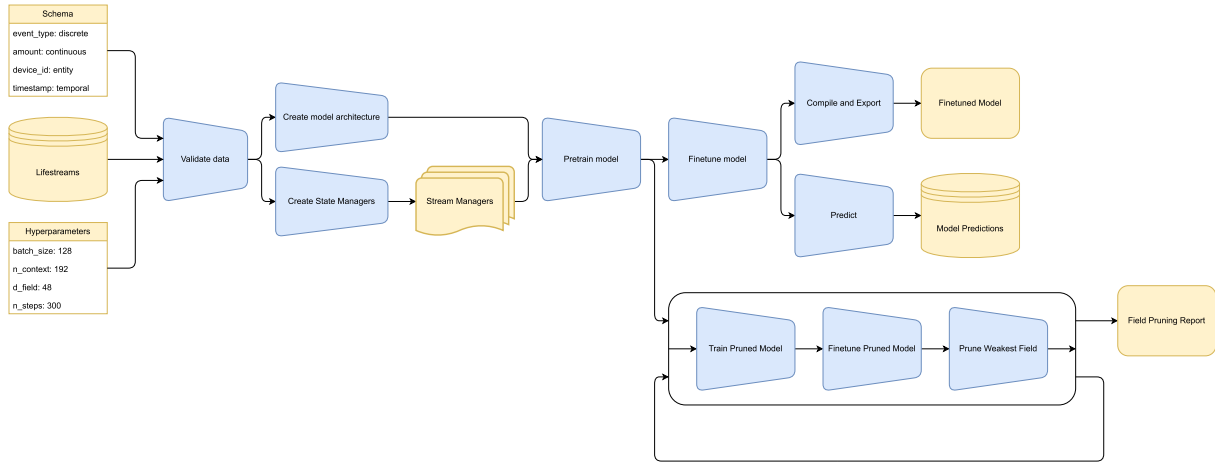 Schema
event_type: discrete
amount: continuous
device_id: entity
timestamp: temporal
Lifestreams
Hyperparameters
batch_size: 128
n_context: 192
d_field: 48
n_steps: 300
Validate data
Create model architecture
Create State Managers
Stream Managers
Pretrain model
Finetune model
Compile and Export
Finetuned Model
Predict
Model Predictions
Train Pruned Model
Finetune Pruned Model
Prune Weakest Field
Field Pruning Report